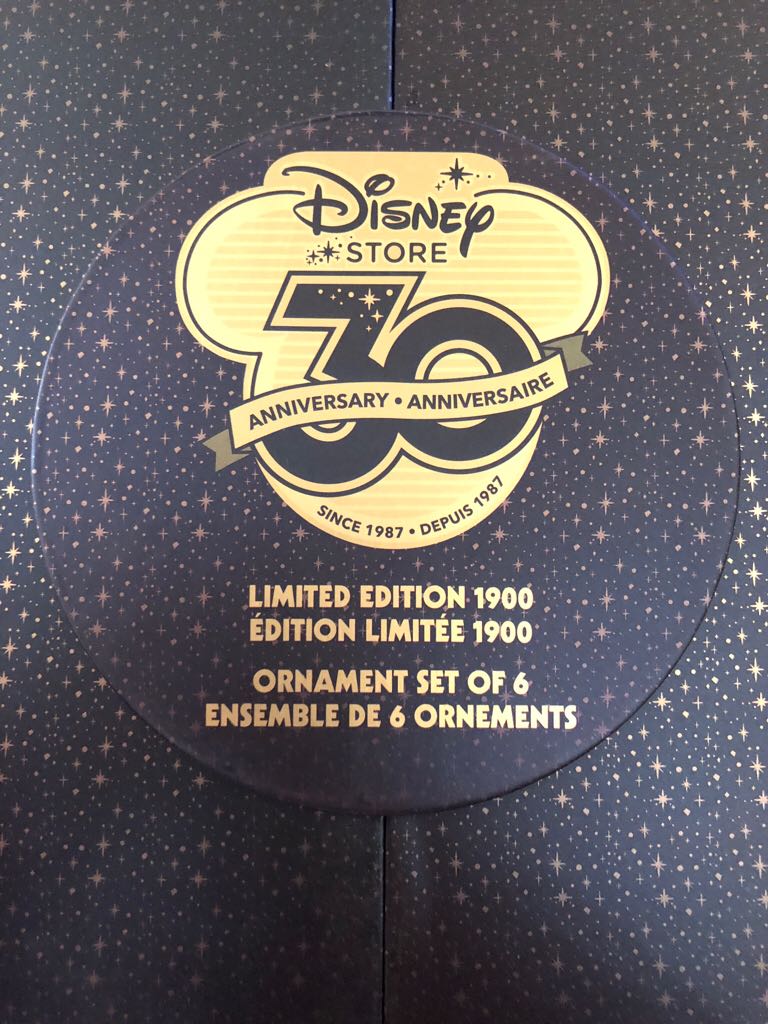 Disney
STORE
30
ANNIVERSARY • ANNIVERSAIRE
SINCE 1987 • DEPUIS 1987
LIMITED EDITION 1900
ÉDITION LIMITÉE 1900
ORNAMENT SET OF 6
ENSEMBLE DE 6 ORNEMENTS